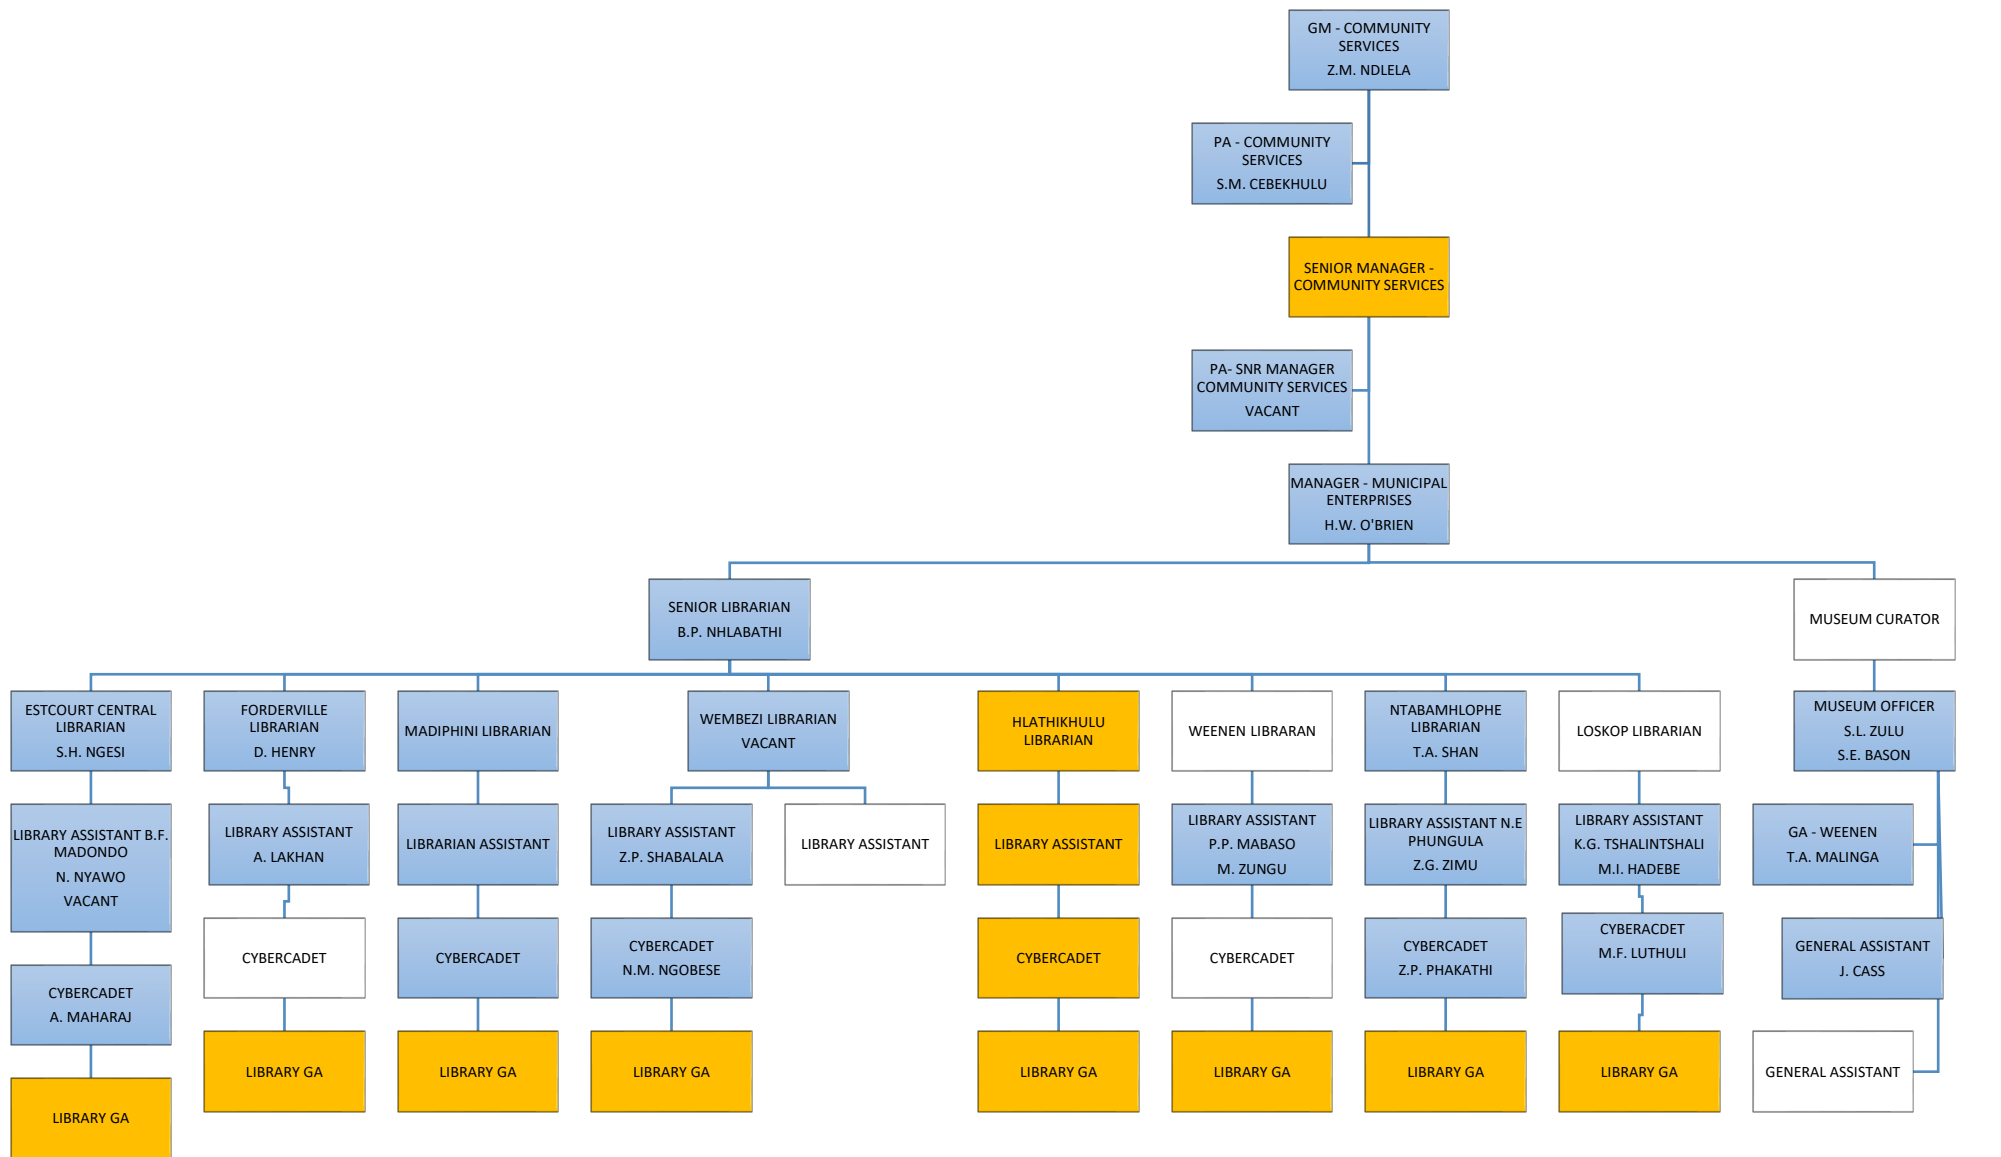 GM - COMMUNITY
SERVICES
Z.M. NDLELA
PA - COMMUNITY
SERVICES
S.M. CEBEKHULU
SENIOR MANAGER -
COMMUNITY SERVICES
PA- SNR MANAGER
COMMUNITY SERVICES
VACANT
MANAGER - MUNICIPAL
ENTERPRISES
H.W. O'BRIEN
SENIOR LIBRARIAN
B.P. NHLABATHI
MUSEUM CURATOR
ESTCOURT CENTRAL
LIBRARIAN
S.H. NGESI
FORDERVILLE
LIBRARIAN
D. HENRY
MADIPHINI LIBRARIAN
WEMBEZI LIBRARIAN
VACANT
HLATHIKHULU
LIBRARIAN
WEENEN LIBRARAN
NTABAMHLOPHE
LIBRARIAN
T.A. SHAN
LOSKOP LIBRARIAN
MUSEUM OFFICER
S.L. ZULU
S.E. BASON
LIBRARY ASSISTANT B.F.
MADONDO
N. NYAWO
VACANT
LIBRARY ASSISTANT
A. LAKHAN
LIBRARIAN ASSISTANT
LIBRARY ASSISTANT
Z.P. SHABALALA
LIBRARY ASSISTANT
LIBRARY ASSISTANT
LIBRARY ASSISTANT
P.P. MABASO
M. ZUNGU
LIBRARY ASSISTANT N.E
PHUNGULA
Z.G. ZIMU
LIBRARY ASSISTANT
K.G. TSHALINTSHALI
M.I. HADEBE
GA - WEENEN
T.A. MALINGA
CYBERCADET
A. MAHARAJ
CYBERCADET
CYBERCADET
CYBERCADET
N.M. NGOBESE
CYBERCADET
CYBERCADET
CYBERCADET
Z.P. PHAKATHI
CYBERACDET
M.F. LUTHULI
GENERAL ASSISTANT
J. CASS
LIBRARY GA
LIBRARY GA
LIBRARY GA
LIBRARY GA
LIBRARY GA
LIBRARY GA
LIBRARY GA
LIBRARY GA
GENERAL ASSISTANT